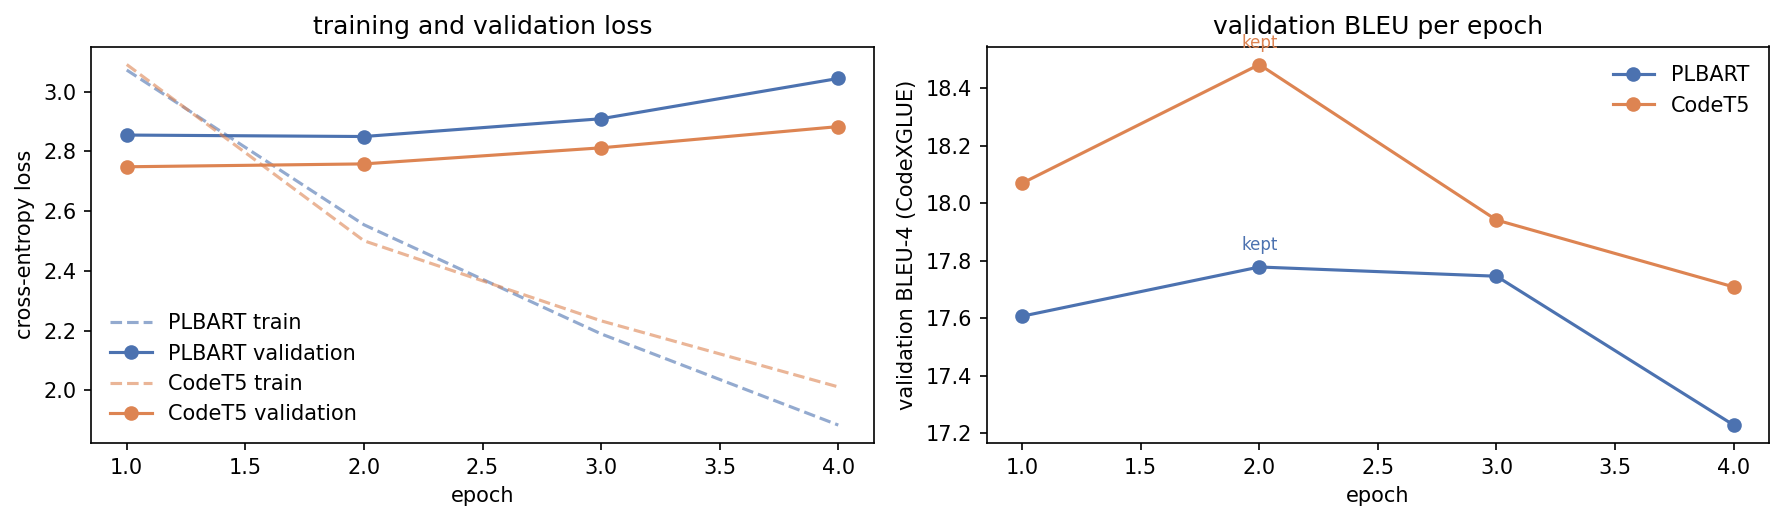 training and validation loss
cross-entropy loss
3.0
2.8
2.6
2.4
2.2
2.0
PLBART train
PLBART validation
CodeT5 train
CodeT5 validation
1.0 1.5 2.0 2.5 3.0 3.5 4.0
epoch
validation BLEU per epoch
validation BLEU-4 (CodeXGLUE)
18.4
18.2
18.0
17.8
17.6
17.4
17.2
kept
kept
PLBART
CodeT5
1.0 1.5 2.0 2.5 3.0 3.5 4.0
epoch